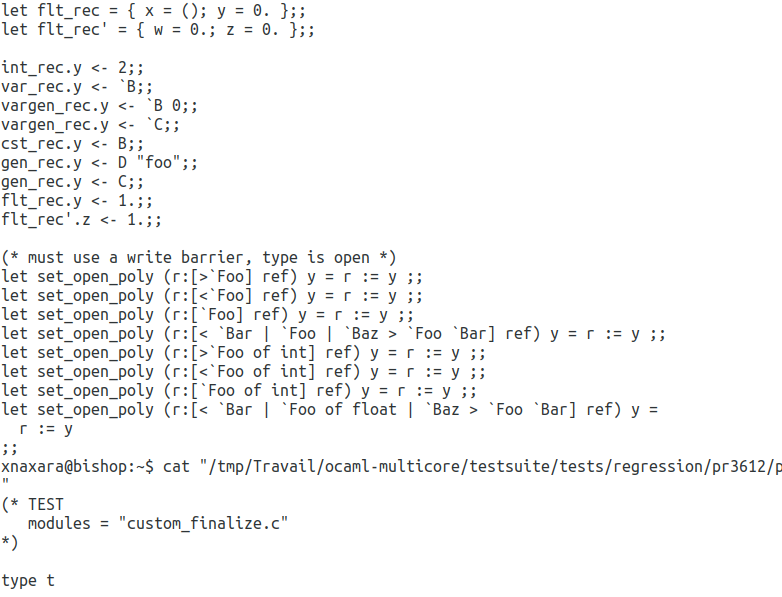 let flt_rec = { x = (); y = 0. };;
let flt_rec' = { w = 0.; z = 0. };;

int_rec.y <- 2;;
var_rec.y <- `B;;
vargen_rec.y <- `B 0;;
vargen_rec.y <- `C;;
cst_rec.y <- B;;
gen_rec.y <- D "foo";;
gen_rec.y <- C;;
flt_rec.y <- 1.;;
flt_rec'.z <- 1.;;

(* must use a write barrier, type is open *)
let set_open_poly (r:[>`Foo] ref) y = r := y ;;
let set_open_poly (r:[<`Foo] ref) y = r := y ;;
let set_open_poly (r:[`Foo] ref) y = r := y ;;
let set_open_poly (r:[< `Bar | `Foo | `Baz > `Foo `Bar] ref) y = r := y ;;
let set_open_poly (r:[>`Foo of int] ref) y = r := y ;;
let set_open_poly (r:[<`Foo of int] ref) y = r := y ;;
let set_open_poly (r:[`Foo of int] ref) y = r := y ;;
let set_open_poly (r:[< `Bar | `Foo of float | `Baz > `Foo `Bar] ref) y =
  r := y
;;
xnaxara@bishop:~$ cat "/tmp/Travail/ocaml-multicore/testsuite/tests/regression/pr3612/p
"
(* TEST
   modules = "custom_finalize.c"
*)

type t